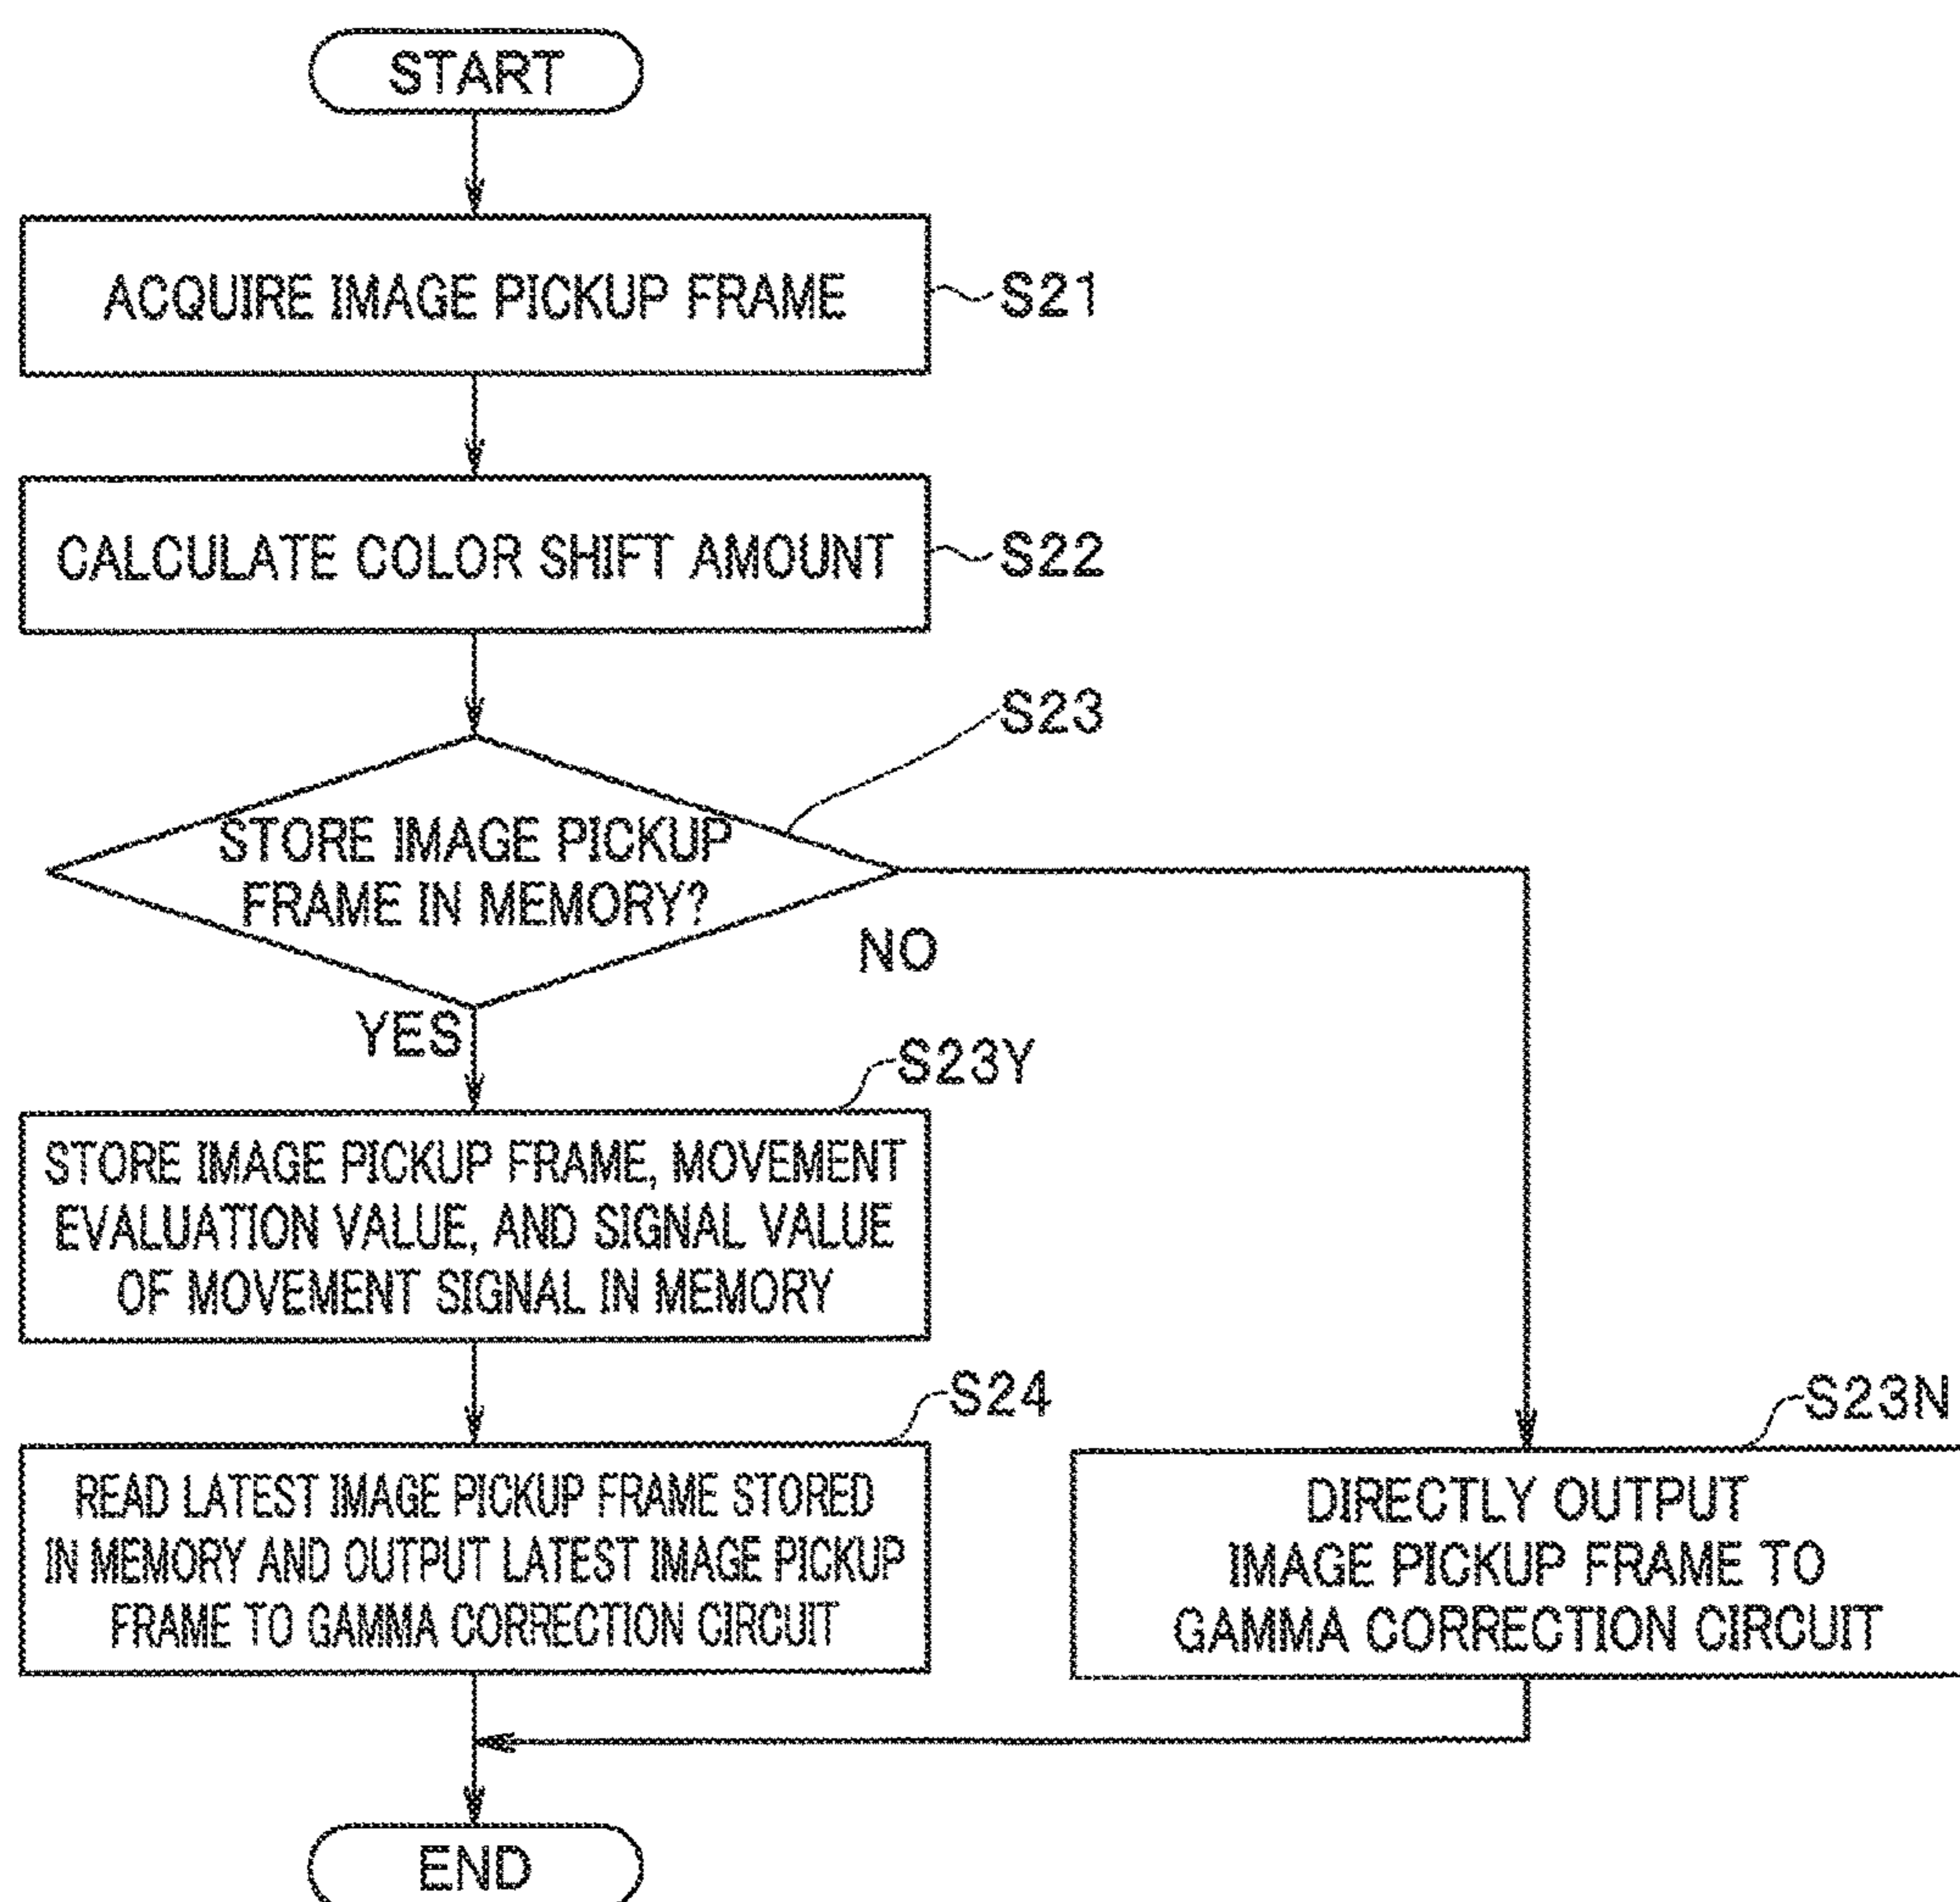 START
ACQUIRE IMAGE PICKUP FRAME
S21
CALCULATE COLOR SHIFT AMOUNT
S22
S23
STORE IMAGE PICKUP
FRAME IN MEMORY?
NO
YES
S23Y
STORE IMAGE PICKUP FRAME, MOVEMENT
EVALUATION VALUE, AND SIGNAL VALUE
OF MOVEMENT SIGNAL IN MEMORY
S24
READ LATEST IMAGE PICKUP FRAME STORED
IN MEMORY AND OUTPUT LATEST IMAGE PICKUP
FRAME TO GAMMA CORRECTION CIRCUIT
S23N
DIRECTLY OUTPUT
IMAGE PICKUP FRAME TO
GAMMA CORRECTION CIRCUIT
END